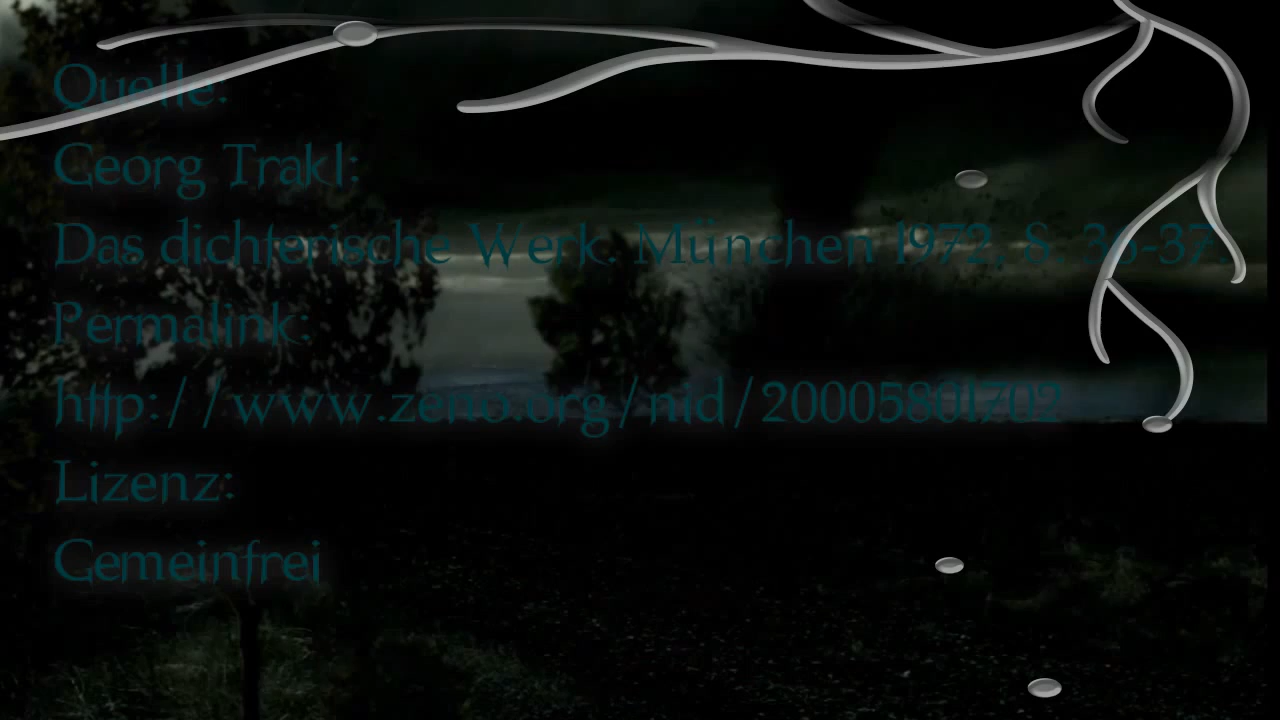 Quelle:
Georg Trakl:
Das dichterische Werk. München 1972, S. 36-37.
Permalink:
http://www.zeno.org/nid/20005801702
Lizenz:
Gemeinfrei